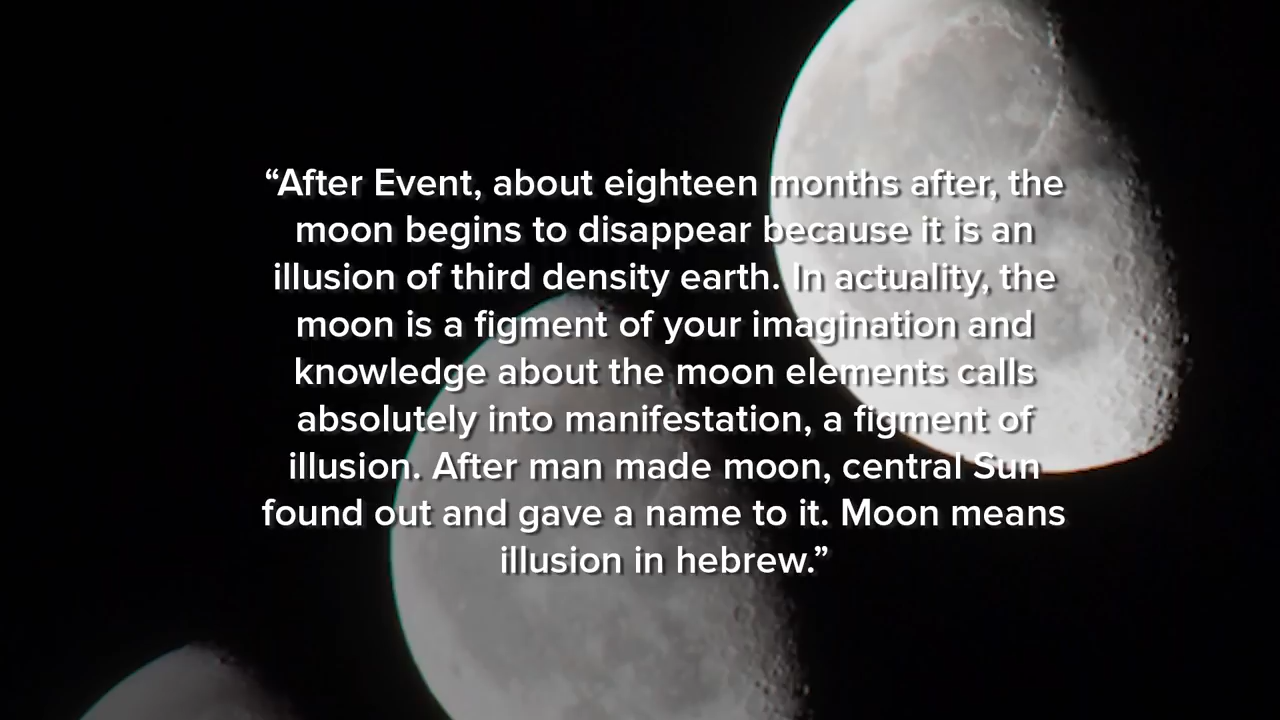 “After Event, about eighteen months after, the
moon begins to disappear because it is an
illusion of third density earth. In actuality, the
moon is a figment of your imagination and
knowledge about the moon elements calls
absolutely into manifestation, a figment of
illusion. After man made moon, central Sun
found out and gave a name to it. Moon means
illusion in hebrew.”